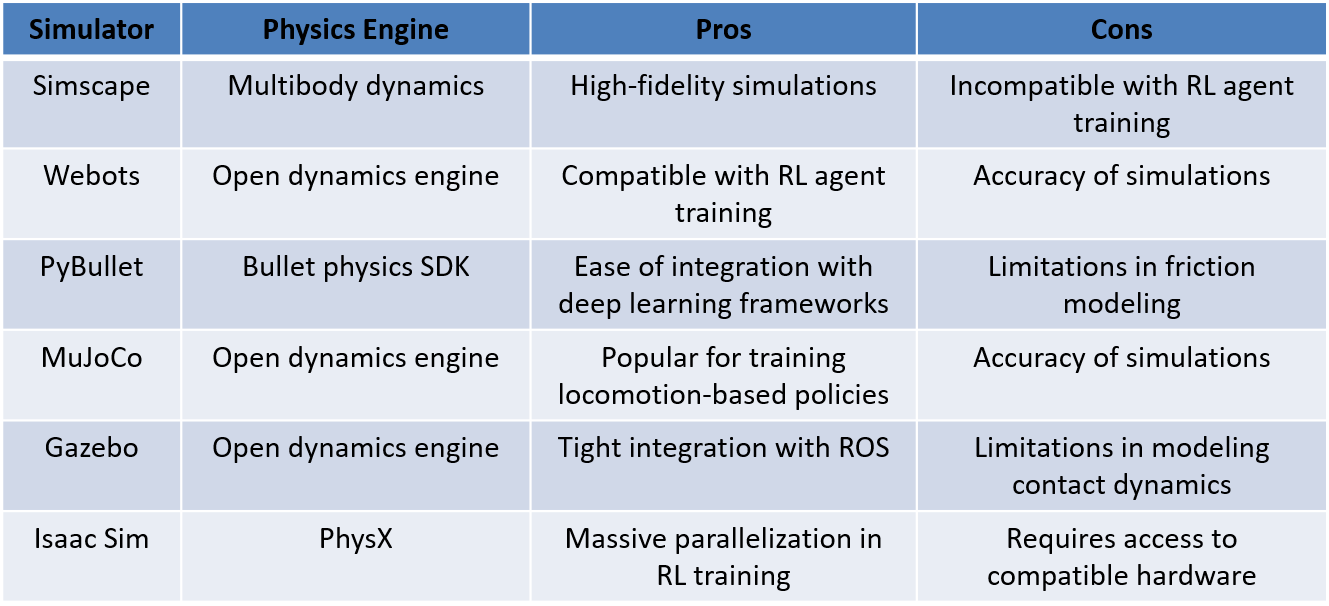 Simulator Physics Engine Pros Cons
Simscape Multibody dynamics High-fidelity simulations Incompatible with RL agent
training
Webots Open dynamics engine Compatible with RL agent Accuracy of simulations
training
PyBullet Bullet physics SDK Ease of integration with Limitations in friction
deep learning frameworks modeling
MuJoCo Open dynamics engine Popular for training Accuracy of simulations
locomotion-based policies
Gazebo Open dynamics engine Tight integration with ROS Limitations in modeling
contact dynamics
Isaac Sim PhysX Massive parallelization in Requires access to
RL training compatible hardware